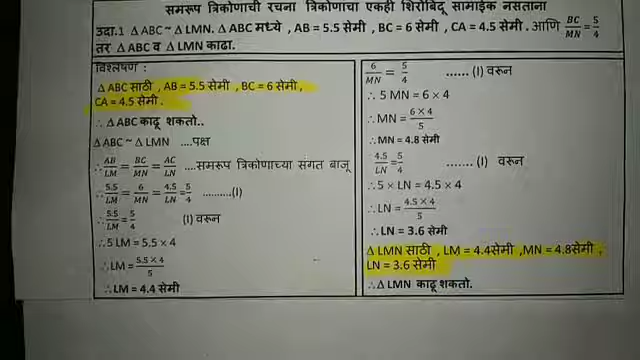 समरूप त्रिकोणाची रचना त्रिकोणाचा एकही शिरोबिंदू सामाईक नसताना
उदा.1 Δ ABC ~ Δ LMN. Δ ABC मध्ये , AB = 5.5 सेमी , BC = 6 सेमी , CA = 4.5 सेमी . आणि BC/MN = 5/4
तर Δ ABC व Δ LMN काढा.
विश्लेषण :
Δ ABC साठी , AB = 5.5 सेमी , BC = 6 सेमी ,
CA = 4.5 सेमी .
∴ Δ ABC काढू शकतो..
Δ ABC ~ Δ LMN ....पक्ष
∴ AB/LM = BC/MN = AC/LN ....समरूप त्रिकोणाच्या संगत बाजू
∴ 5.5/LM = 6/MN = 4.5/LN = 5/4 ..........(I)
∴ 5.5/LM = 5/4 (I) वरून
∴ 5 LM = 5.5 × 4
∴ LM = 5.5 × 4/5
∴ LM = 4.4 सेमी
6/MN = 5/4 ...... (I) वरून
∴ 5 MN = 6 × 4
∴ MN = 6 × 4/5
∴ MN = 4.8 सेमी
4.5/LN = 5/4 ....... (I) वरून
∴ 5 × LN = 4.5 × 4
∴ LN = 4.5 × 4/5
∴ LN = 3.6 सेमी
Δ LMN साठी , LM = 4.4सेमी , MN = 4.8सेमी ,
LN = 3.6 सेमी
∴ Δ LMN काढू शकतो.